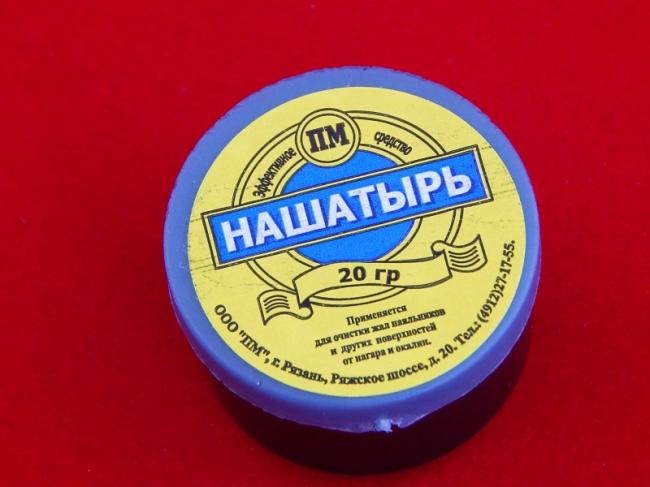 ПМ
Эффективное средство
НАШАТЫРЬ
20 гр
Применяется
для очистки жал паяльников
и других поверхностей
от нагара и окалин.
ООО "ПМ", г. Рязань, Ряжское шоссе, д. 20. Тел.: (4912)27-17-55.